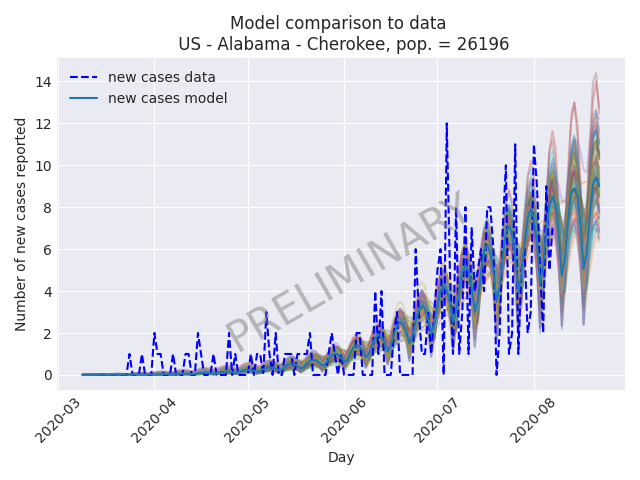 Model comparison to data
US - Alabama - Cherokee, pop. = 26196
new cases data
new cases model
PRELIMINARY
Number of new cases reported
14
12
10
8
6
4
2
0
2020-03
2020-04
2020-05
2020-06
2020-07
2020-08
Day